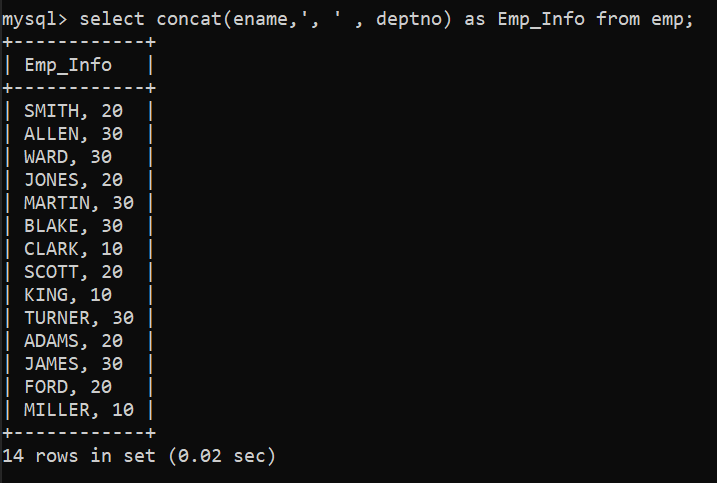 mysql> select concat(ename,', ' , deptno) as Emp_Info from emp;
+------------+
| Emp_Info   |
+------------+
| SMITH, 20  |
| ALLEN, 30  |
| WARD, 30   |
| JONES, 20  |
| MARTIN, 30 |
| BLAKE, 30  |
| CLARK, 10  |
| SCOTT, 20  |
| KING, 10   |
| TURNER, 30 |
| ADAMS, 20  |
| JAMES, 30  |
| FORD, 20   |
| MILLER, 10 |
+------------+
14 rows in set (0.02 sec)